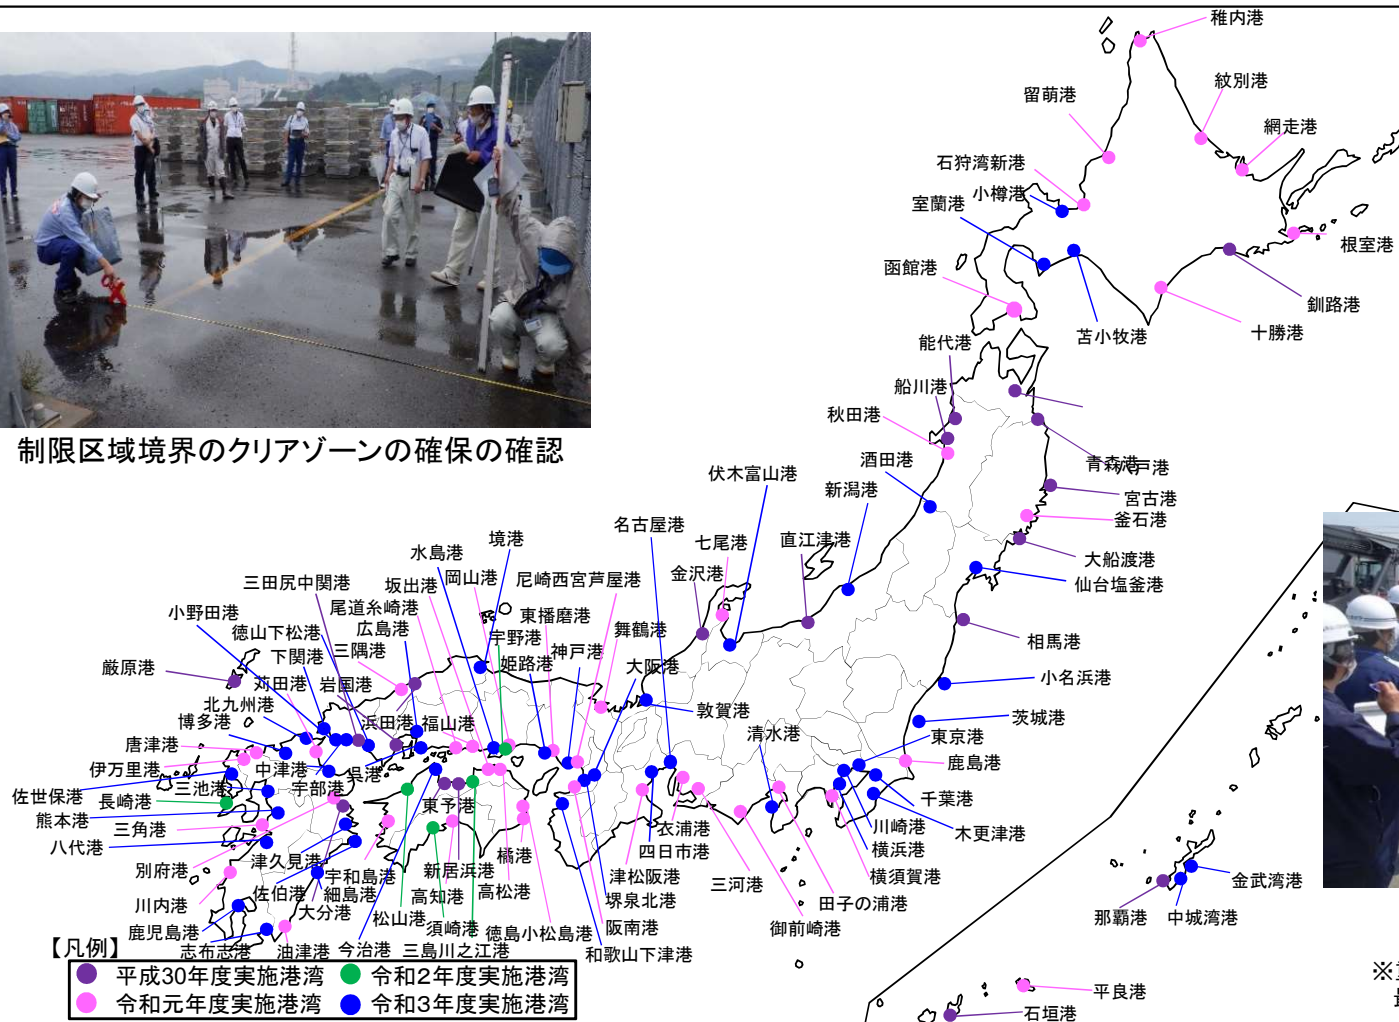 稚内港
紋別港
留萌港
網走港
石狩湾新港
小樽港
室蘭港
根室港
函館港
釧路港
十勝港
苫小牧港
能代港
船川港
秋田港
制限区域境界のクリアゾーンの確保の確認
酒田港
青森港
八戸港
伏木富山港
新潟港
宮古港
釜石港
名古屋港
七尾港
直江津港
大船渡港
仙台塩釜港
境港
水島港
岡山港
尼崎西宮芦屋港
金沢港
三田尻中関港
坂出港
尾道糸崎港
東播磨港
小野田港
広島港
宇野港
舞鶴港
徳山下松港
神戸港
相馬港
三隅港
下関港
姫路港
大阪港
厳原港
苅田港
岩国港
小名浜港
北九州港
浜田港
福山港
敦賀港
茨城港
博多港
清水港
東京港
唐津港
鹿島港
伊万里港
中津港
呉港
佐世保港
三池港
宇部港
千葉港
長崎港
東予港
熊本港
衣浦港
川崎港
木更津港
三角港
四日市港
横浜港
八代港
津久見港
橘港
別府港
宇和島港
新居浜港
津松阪港
三河港
横須賀港
金武湾港
佐伯港
細島港
高知港
高松港
堺泉北港
田子の浦港
川内港
大分港
松山港
須崎港
阪南港
御前崎港
那覇港
中城湾港
鹿児島港
徳島小松島港
志布志港
油津港
今治港
三島川之江港
和歌山下津港
【凡例】
平成30年度実施港湾
令和2年度実施港湾
令和元年度実施港湾
令和3年度実施港湾
平良港
石垣港
※